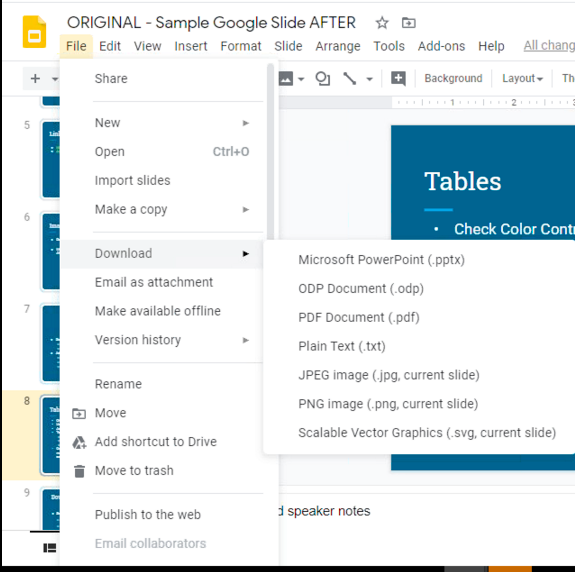 ORIGINAL - Sample Google Slide AFTER
File Edit View Insert Format Slide Arrange Tools Add-ons Help All chang
Background Layout Th
1 2
Share
New
Open Ctrl+O
Import slides
Make a copy
Download
Email as attachment
Make available offline
Version history
Rename
Move
Add shortcut to Drive
Move to trash
Publish to the web
Email collaborators
Microsoft PowerPoint (.pptx)
ODP Document (.odp)
PDF Document (.pdf)
Plain Text (.txt)
JPEG image (.jpg, current slide)
PNG image (.png, current slide)
Scalable Vector Graphics (.svg, current slide)
5
6
7
8
9
Tables
• Check Color Contr
d speaker notes